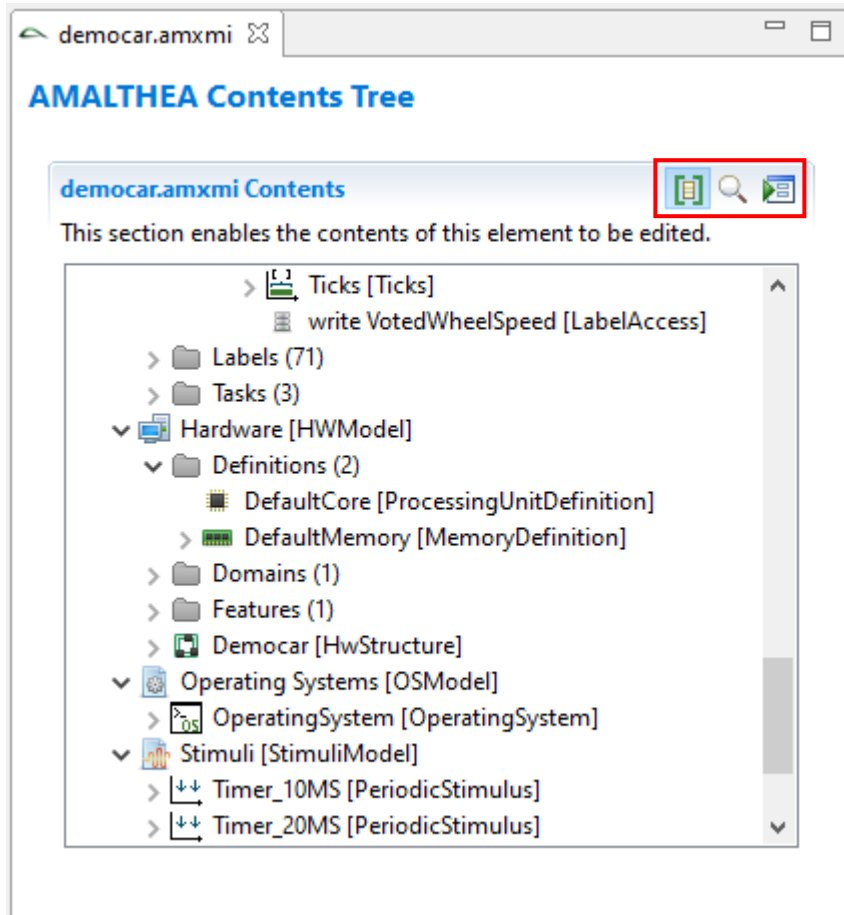 democar.amxmi
AMALTHEA Contents Tree
democar.amxmi Contents
This section enables the contents of this element to be edited.
Ticks [Ticks]
write VotedWheelSpeed [LabelAccess]
Labels (71)
Tasks (3)
Hardware [HWModel]
Definitions (2)
DefaultCore [ProcessingUnitDefinition]
DefaultMemory [MemoryDefinition]
Domains (1)
Features (1)
Democar [HwStructure]
Operating Systems [OSModel]
OperatingSystem [OperatingSystem]
Stimuli [StimuliModel]
Timer_10MS [PeriodicStimulus]
Timer_20MS [PeriodicStimulus]